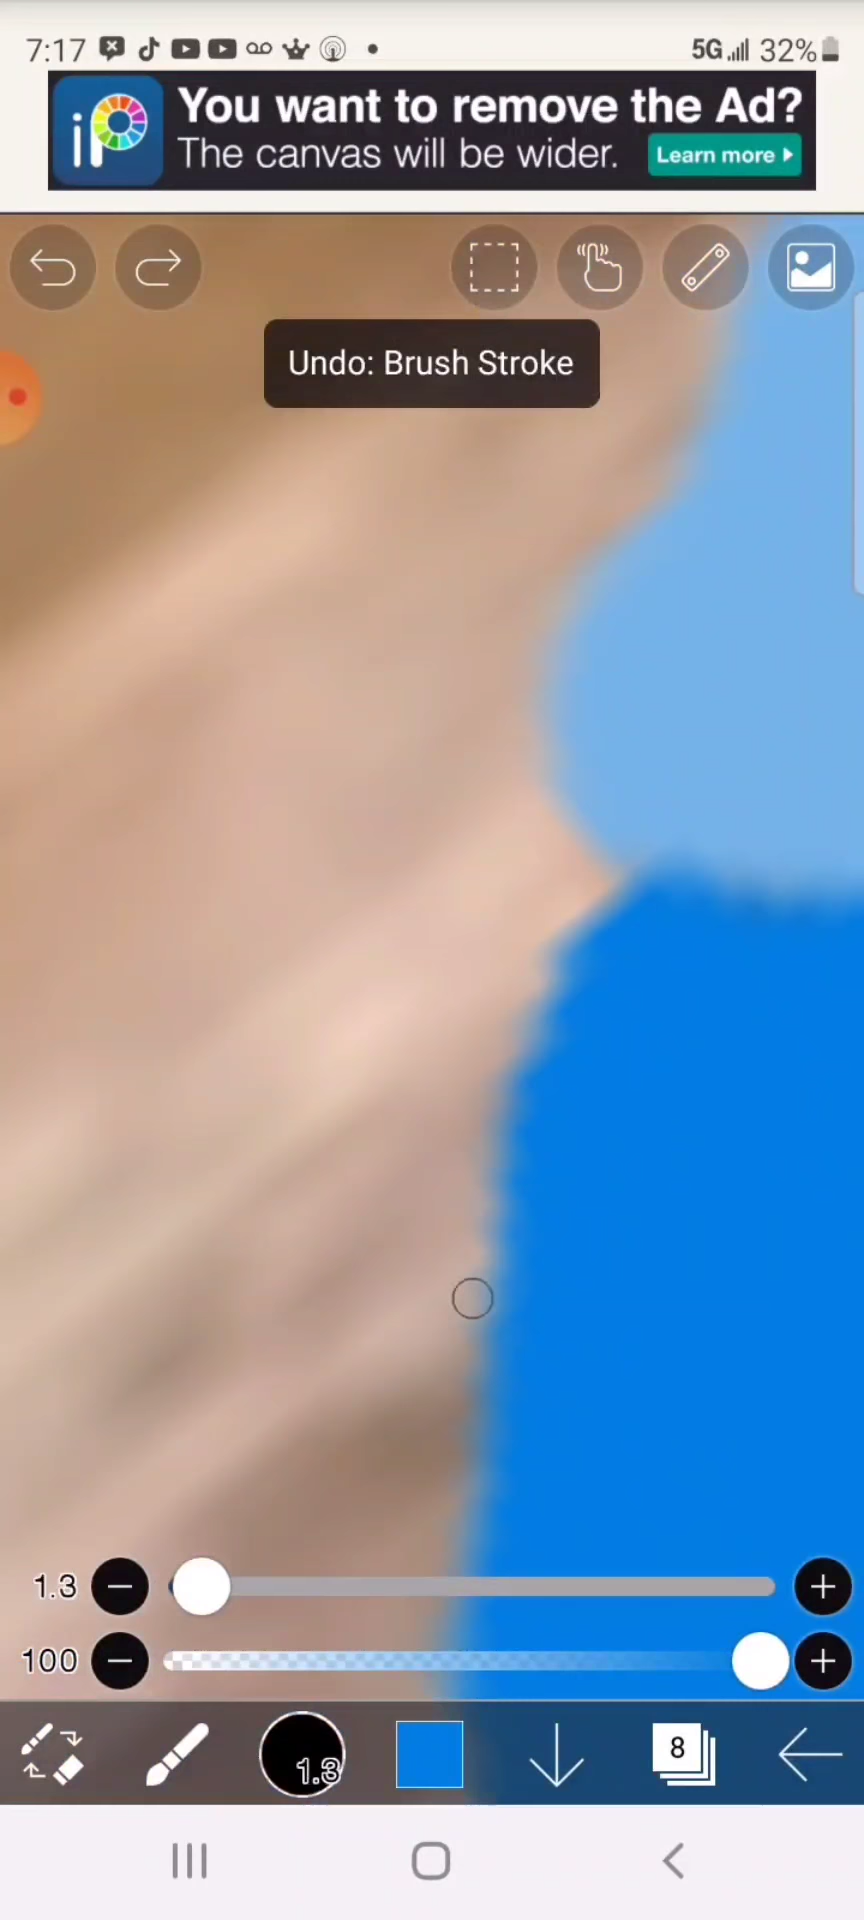 7:17
5G 32%
iP
You want to remove the Ad?
The canvas will be wider.
Learn more
Undo: Brush Stroke
1.3
100
1.3
8